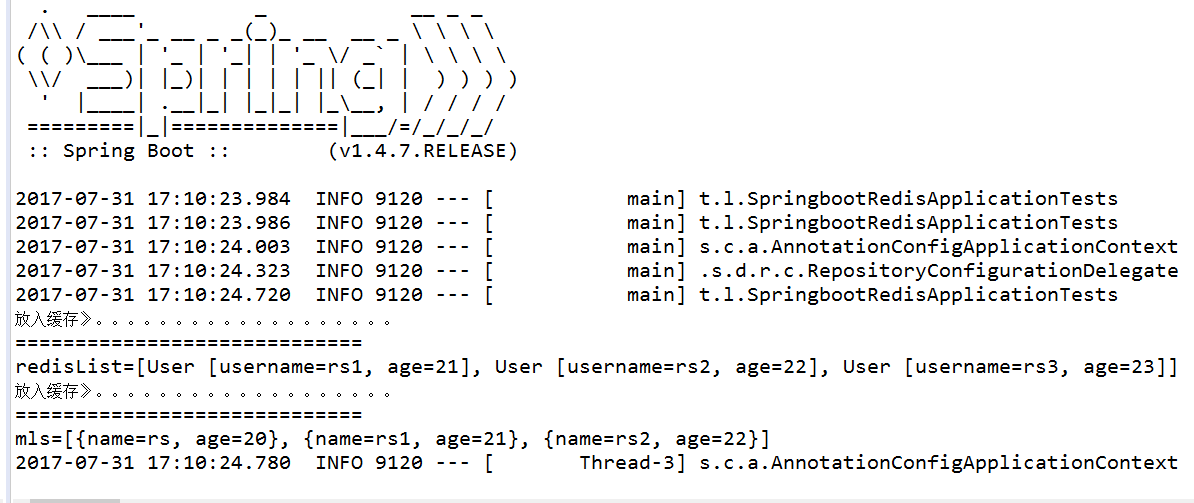 .   ____          _            __ _ _
 /\\ / ___'_ __ _ _(_)_ __  __ _ \ \ \ \
( ( )\___ | '_ | '_| | '_ \/ _` | \ \ \ \
 \\/  ___)| |_)| | | | | || (_| |  ) ) ) )
  '  |____| .__|_| |_|_| |_\__, | / / / /
 =========|_|==============|___/=/_/_/_/
 :: Spring Boot ::        (v1.4.7.RELEASE)
2017-07-31 17:10:23.984  INFO 9120 --- [           main] t.l.SpringbootRedisApplicationTests
2017-07-31 17:10:23.986  INFO 9120 --- [           main] t.l.SpringbootRedisApplicationTests
2017-07-31 17:10:24.003  INFO 9120 --- [           main] s.c.a.AnnotationConfigApplicationContext
2017-07-31 17:10:24.323  INFO 9120 --- [           main] .s.d.r.c.RepositoryConfigurationDelegate
2017-07-31 17:10:24.720  INFO 9120 --- [           main] t.l.SpringbootRedisApplicationTests
放入缓存》。。。。。。。。。。。。。。。。。。。
=============================
redisList=[User [username=rs1, age=21], User [username=rs2, age=22], User [username=rs3, age=23]]
放入缓存》。。。。。。。。。。。。。。。。。。。
=============================
mls=[{name=rs, age=20}, {name=rs1, age=21}, {name=rs2, age=22}]
2017-07-31 17:10:24.780  INFO 9120 --- [       Thread-3] s.c.a.AnnotationConfigApplicationContext